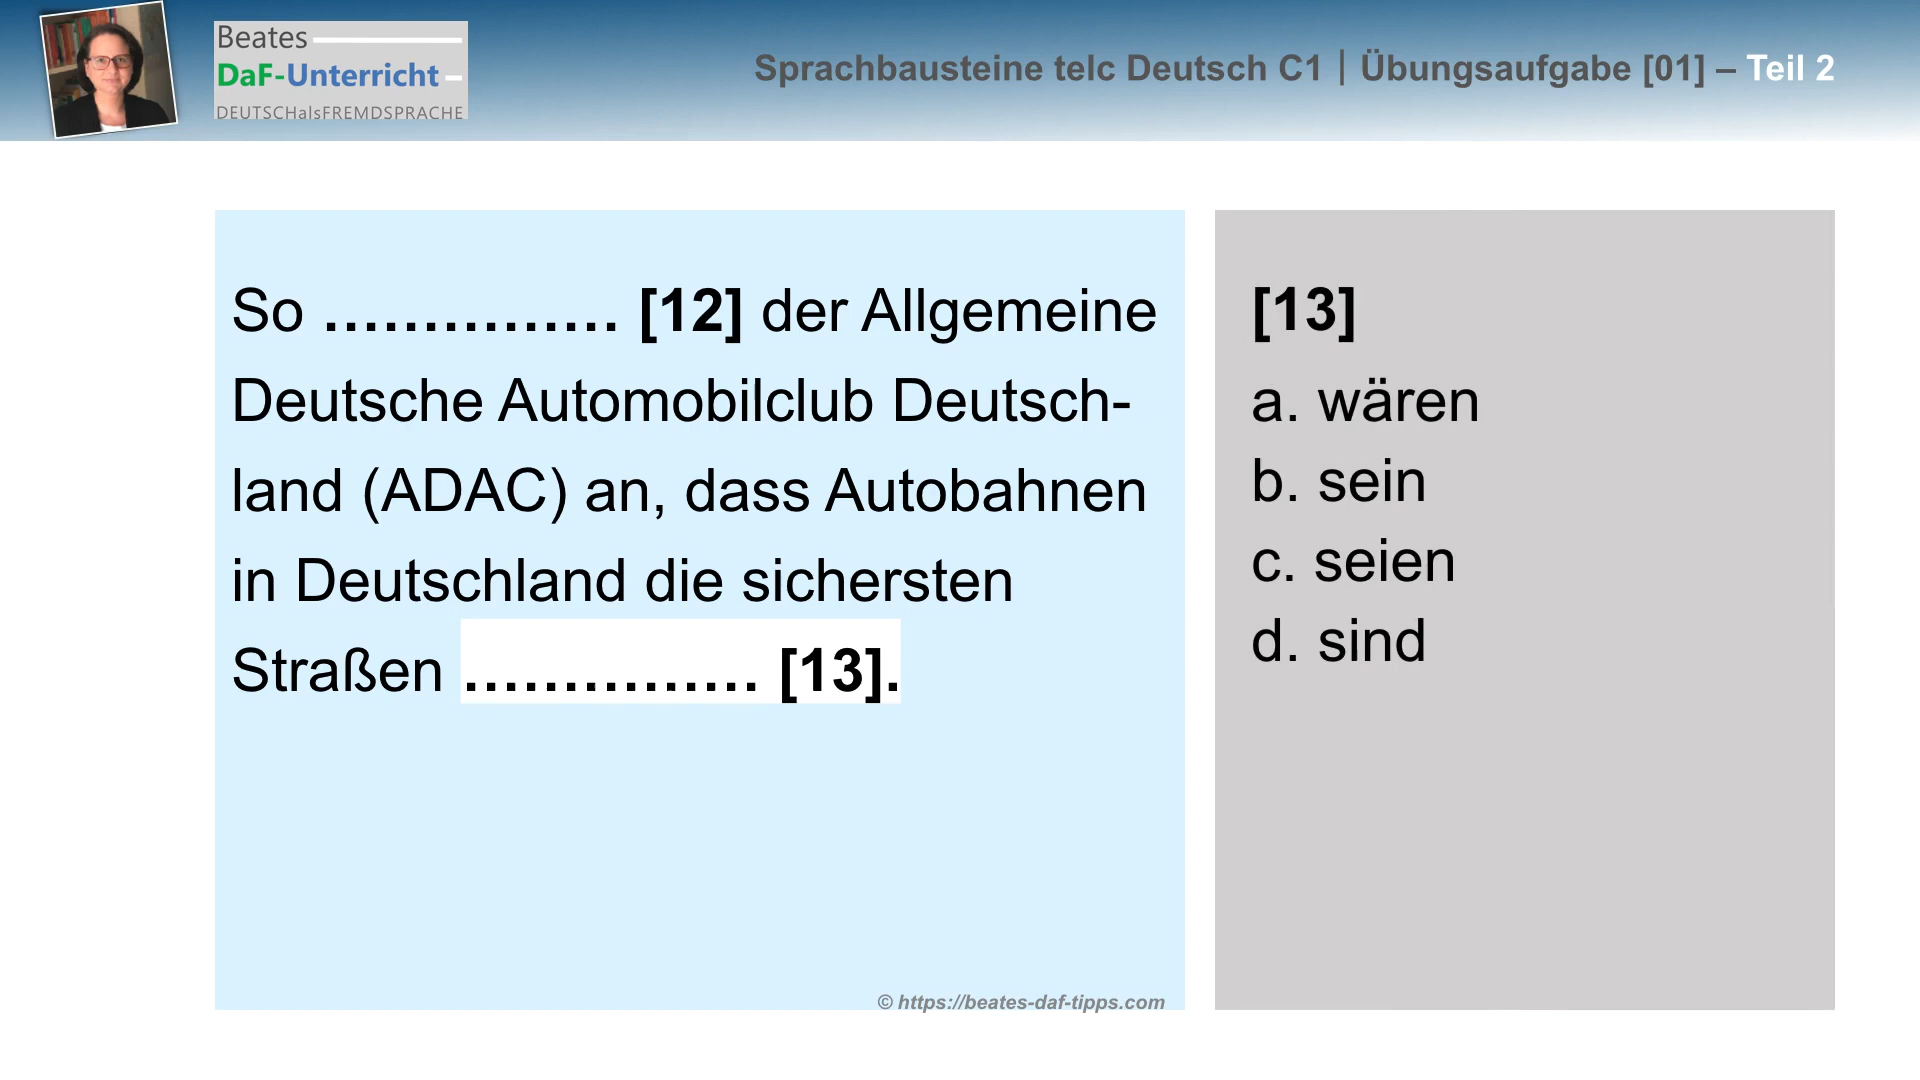 Beates
DaF-Unterricht
DEUTSCHalsFREMDSPRACHE
Sprachbausteine telc Deutsch C1 | Übungsaufgabe [01] – Teil 2
So …………… [12] der Allgemeine
Deutsche Automobilclub Deutsch-
land (ADAC) an, dass Autobahnen
in Deutschland die sichersten
Straßen …………… [13].
© https://beates-daf-tipps.com
[13]
a. wären
b. sein
c. seien
d. sind